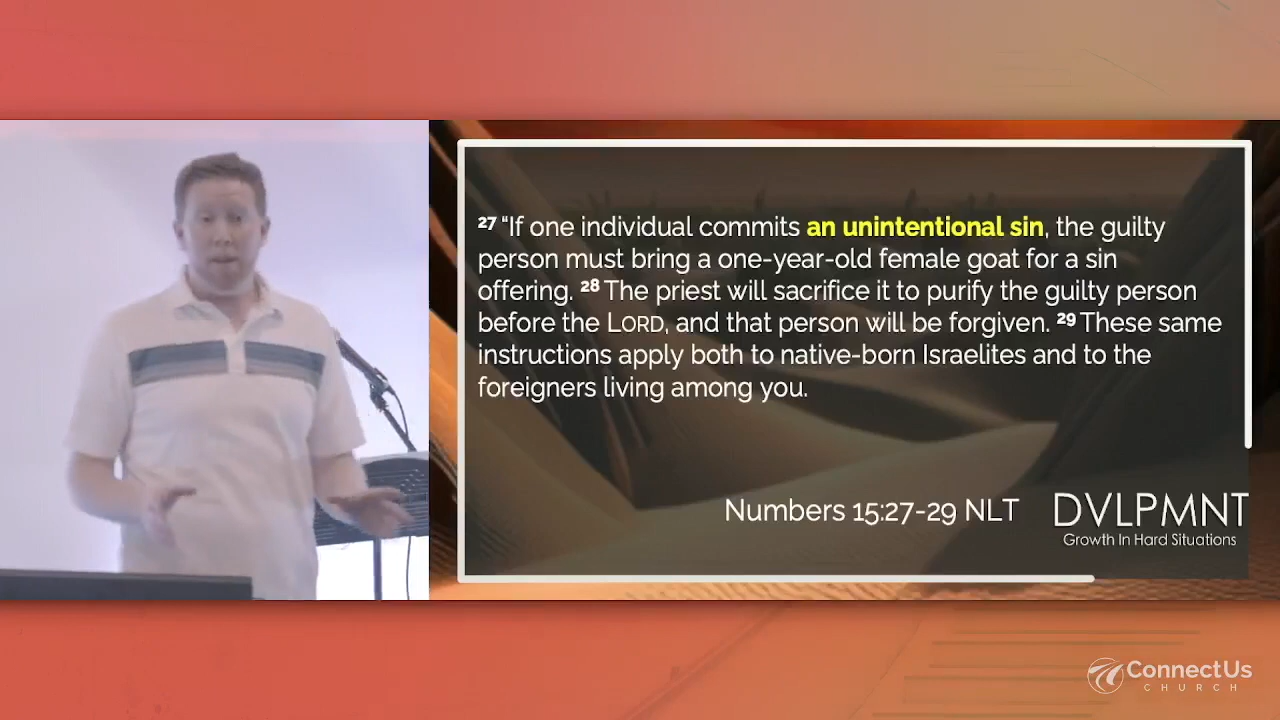 27 “If one individual commits an unintentional sin, the guilty
person must bring a one-year-old female goat for a sin
offering. 28 The priest will sacrifice it to purify the guilty person
before the LORD, and that person will be forgiven. 29 These same
instructions apply both to native-born Israelites and to the
foreigners living among you.
Numbers 15:27-29 NLT
DVLPMNT
Growth In Hard Situations
ConnectUs
CHURCH